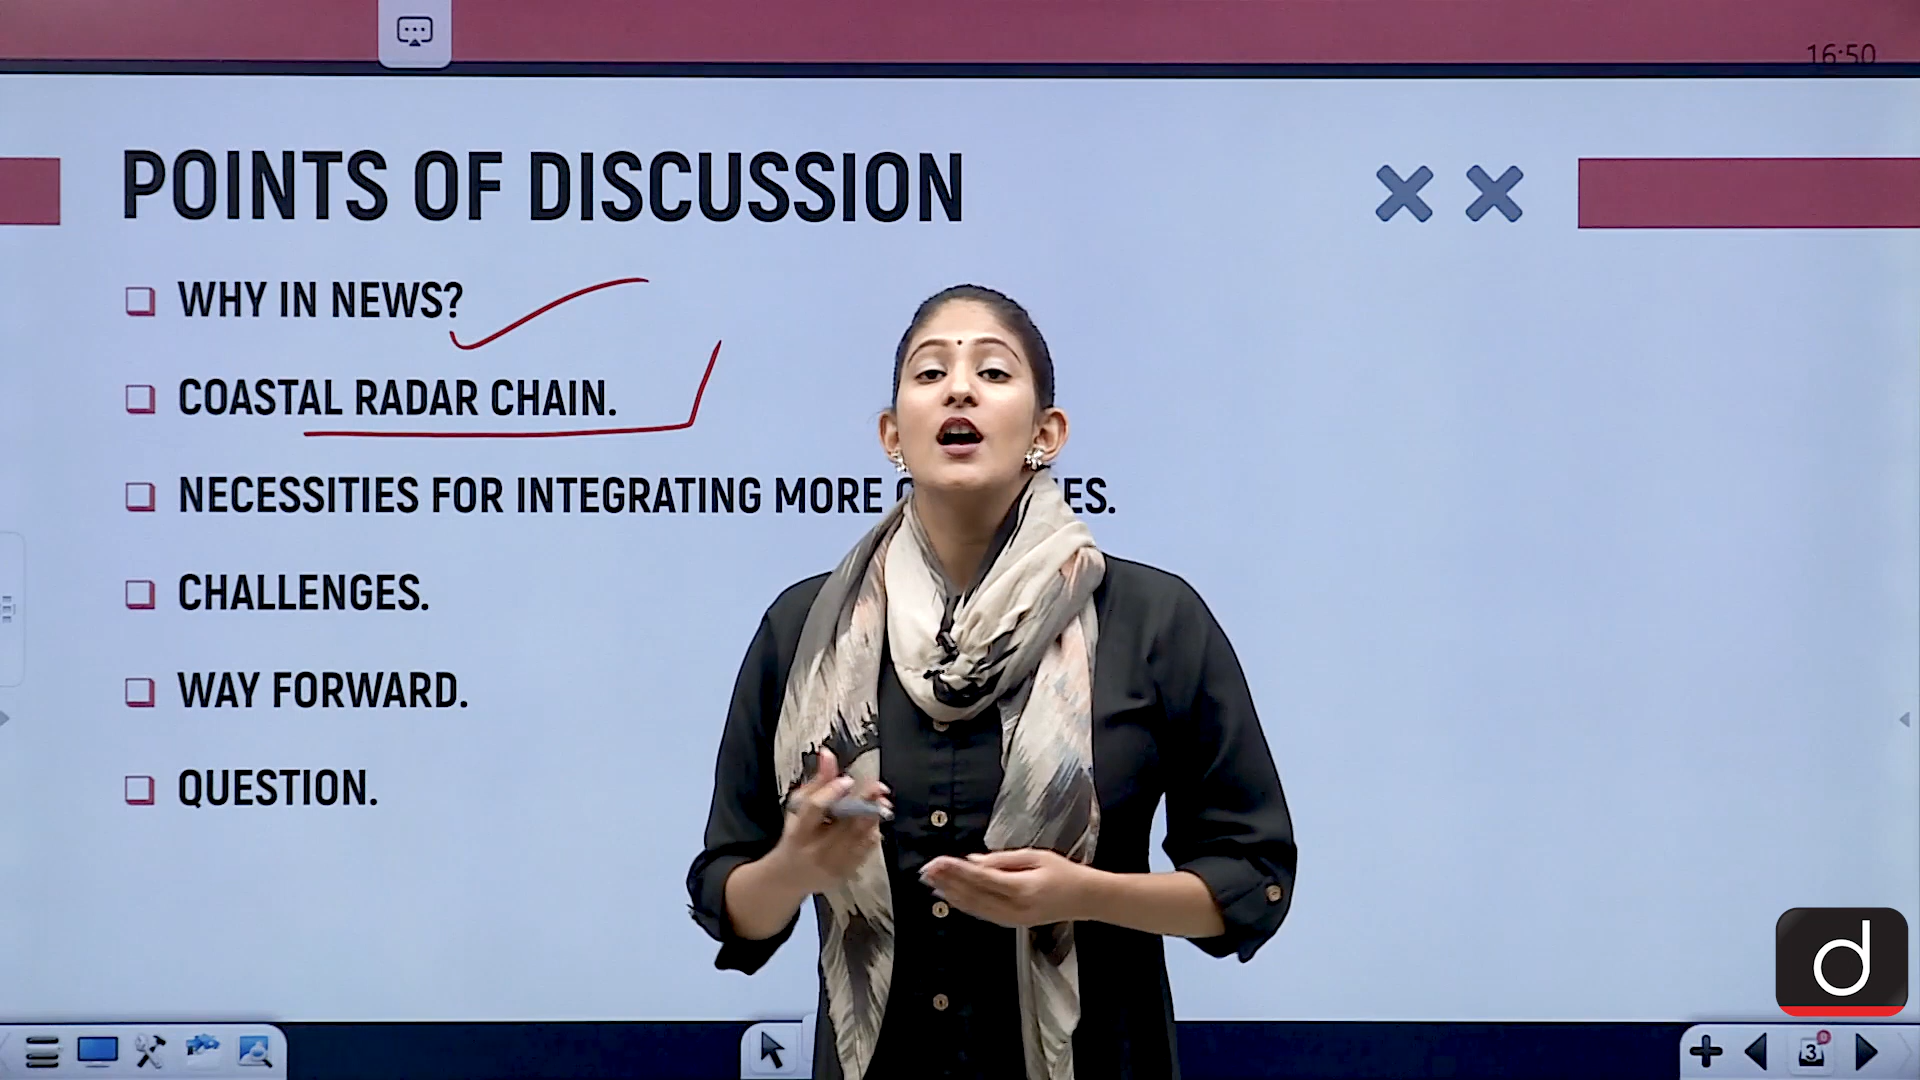 16:50
POINTS OF DISCUSSION
WHY IN NEWS?
COASTAL RADAR CHAIN.
NECESSITIES FOR INTEGRATING MORE
CHALLENGES.
WAY FORWARD.
QUESTION.
d
3